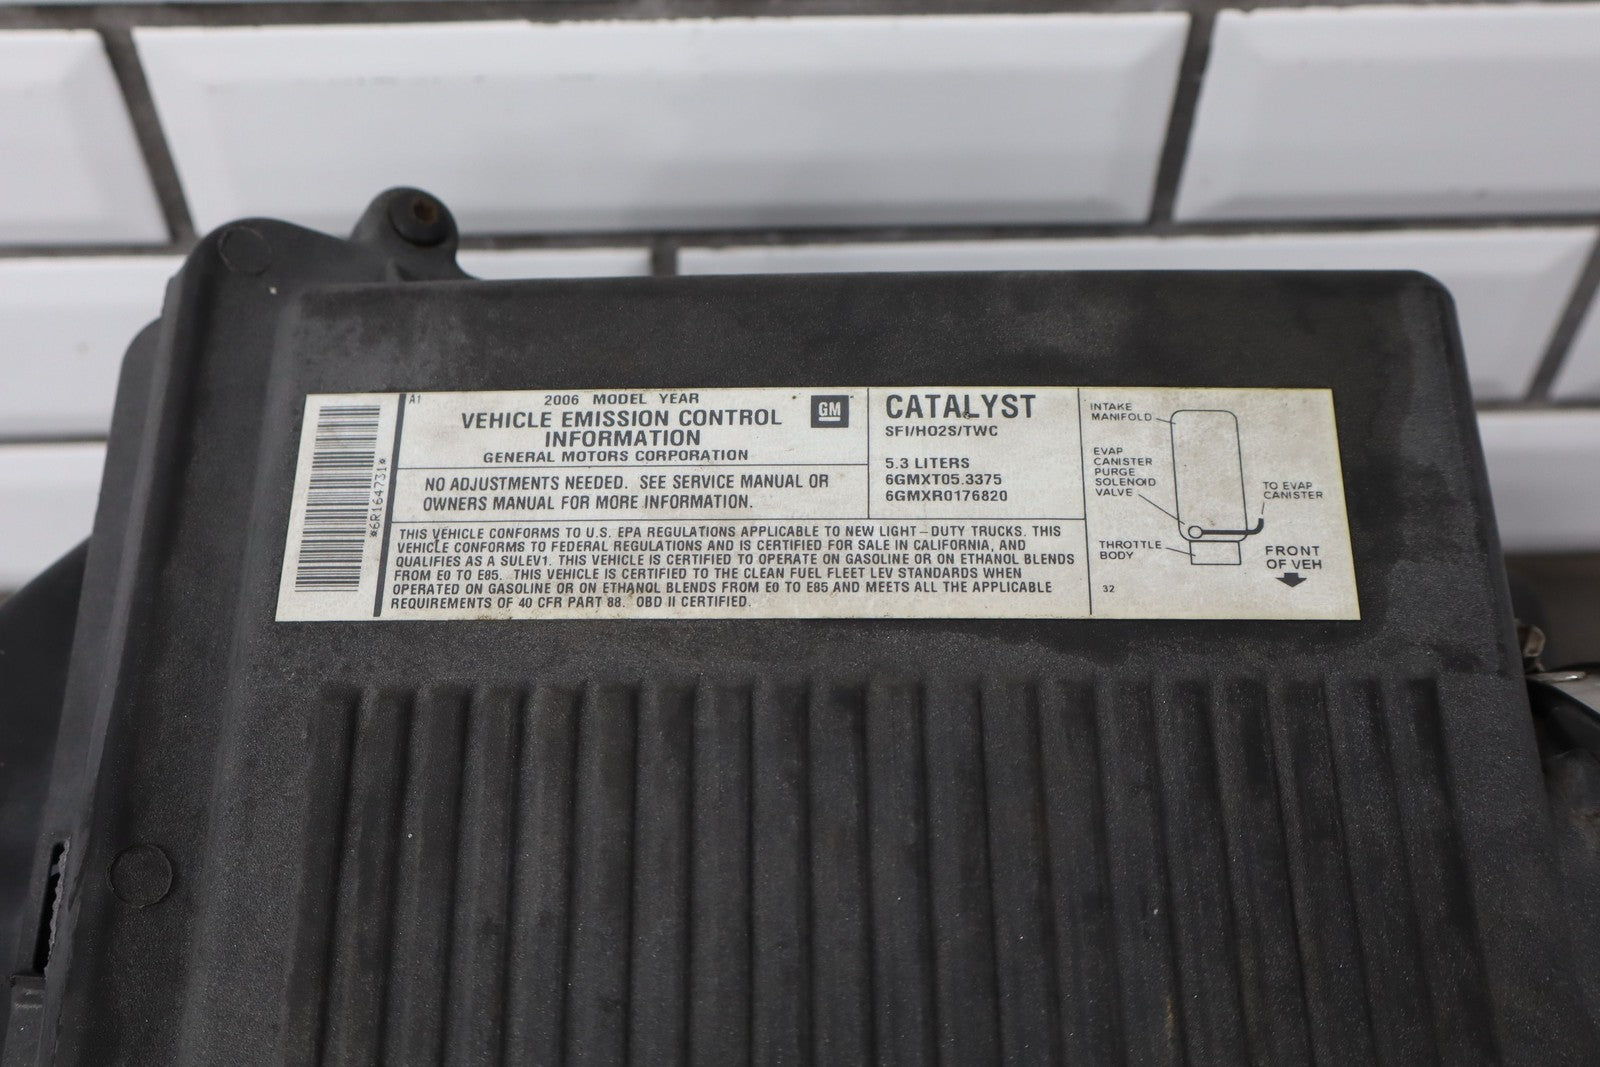 *6R164731*
A1
2006 MODEL YEAR
VEHICLE EMISSION CONTROL
INFORMATION
GENERAL MOTORS CORPORATION
GM
NO ADJUSTMENTS NEEDED. SEE SERVICE MANUAL OR
OWNERS MANUAL FOR MORE INFORMATION.
CATALYST
SFI/HO2S/TWC
5.3 LITERS
6GMXT05.3375
6GMXR0176820
THIS VEHICLE CONFORMS TO U.S. EPA REGULATIONS APPLICABLE TO NEW LIGHT-DUTY TRUCKS. THIS
VEHICLE CONFORMS TO FEDERAL REGULATIONS AND IS CERTIFIED FOR SALE IN CALIFORNIA, AND
QUALIFIES AS A SULEV1. THIS VEHICLE IS CERTIFIED TO OPERATE ON GASOLINE OR ON ETHANOL BLENDS
FROM E0 TO E85. THIS VEHICLE IS CERTIFIED TO THE CLEAN FUEL FLEET LEV STANDARDS WHEN
OPERATED ON GASOLINE OR ON ETHANOL BLENDS FROM E0 TO E85 AND MEETS ALL THE APPLICABLE
REQUIREMENTS OF 40 CFR PART 88. OBD II CERTIFIED.
INTAKE
MANIFOLD
EVAP
CANISTER
PURGE
SOLENOID
VALVE
TO EVAP
CANISTER
THROTTLE
BODY
FRONT
OF VEH
32